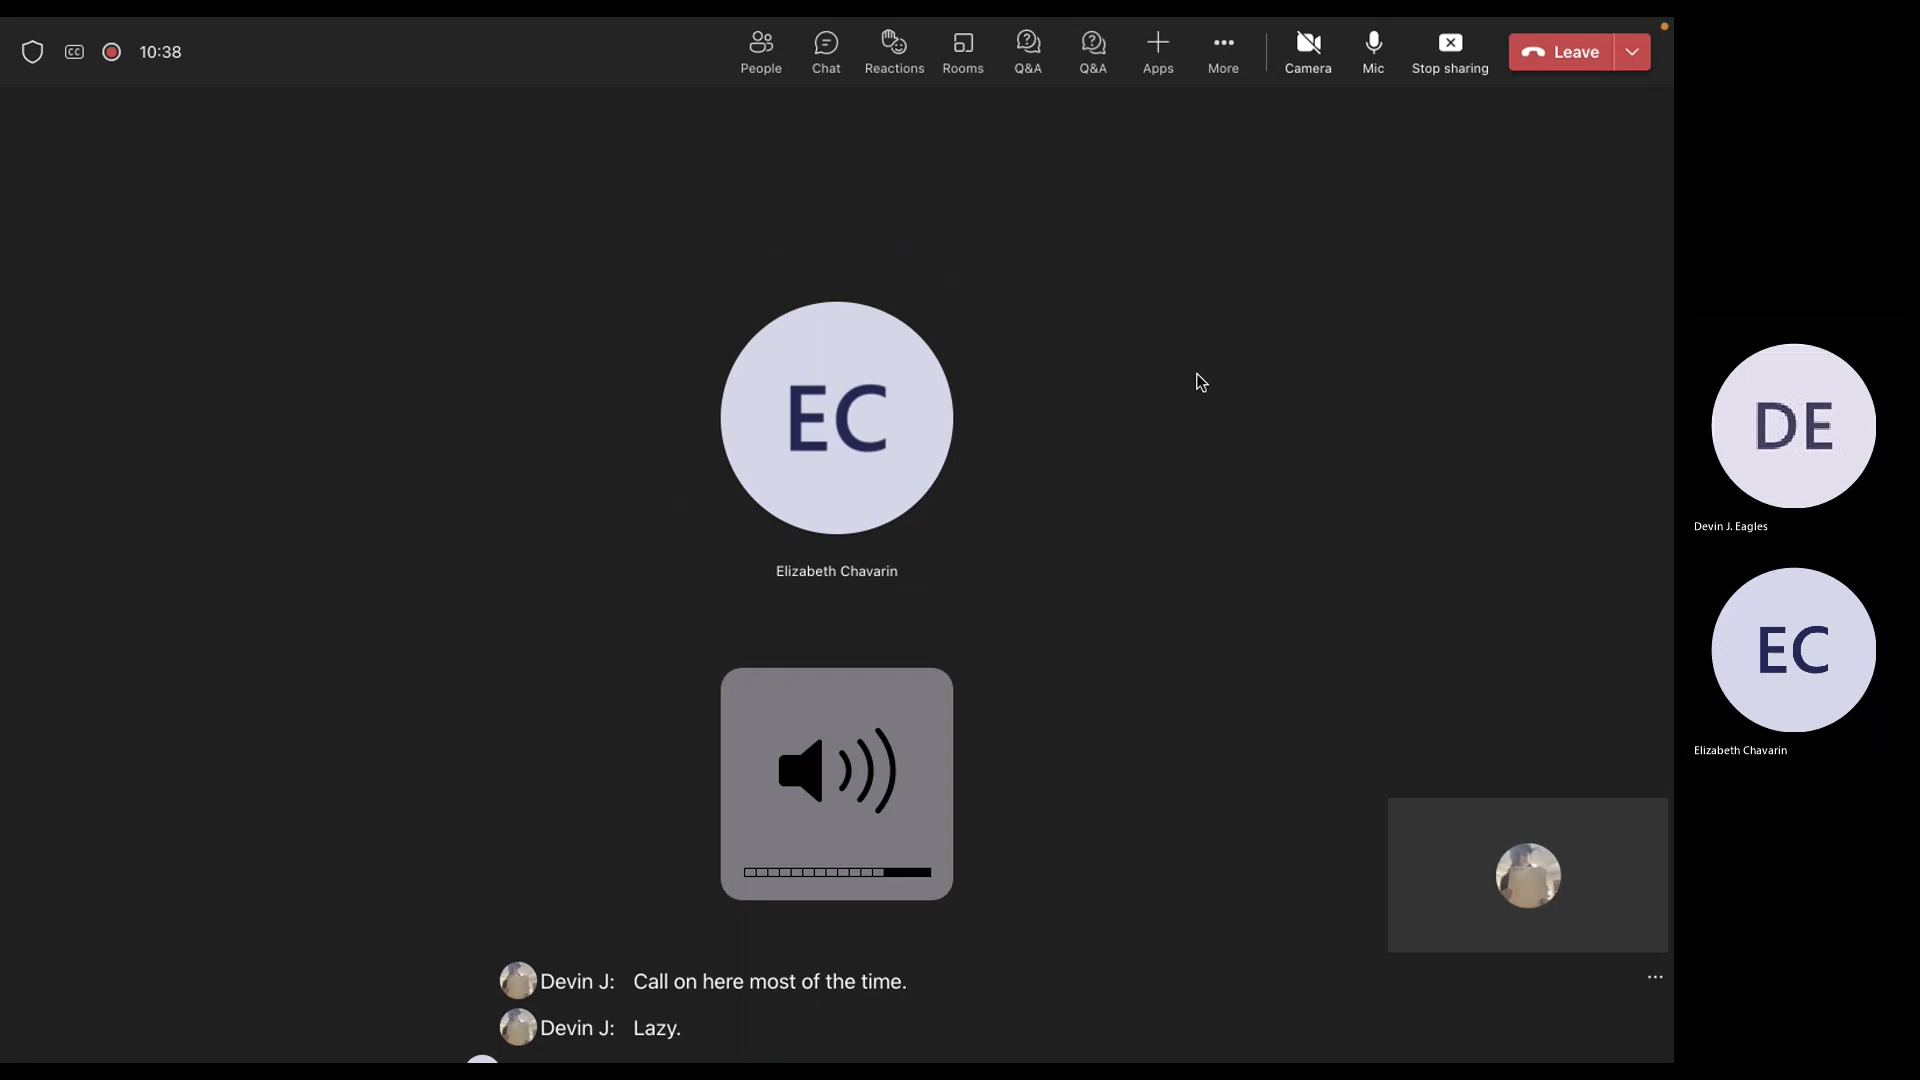 CC
10:38
People
Chat
Reactions
Rooms
Q&A
Q&A
Apps
More
Camera
Mic
Stop sharing
Leave
EC
Elizabeth Chavarin
DE
Devin J. Eagles
EC
Elizabeth Chavarin
Devin J: Call on here most of the time.
Devin J: Lazy.